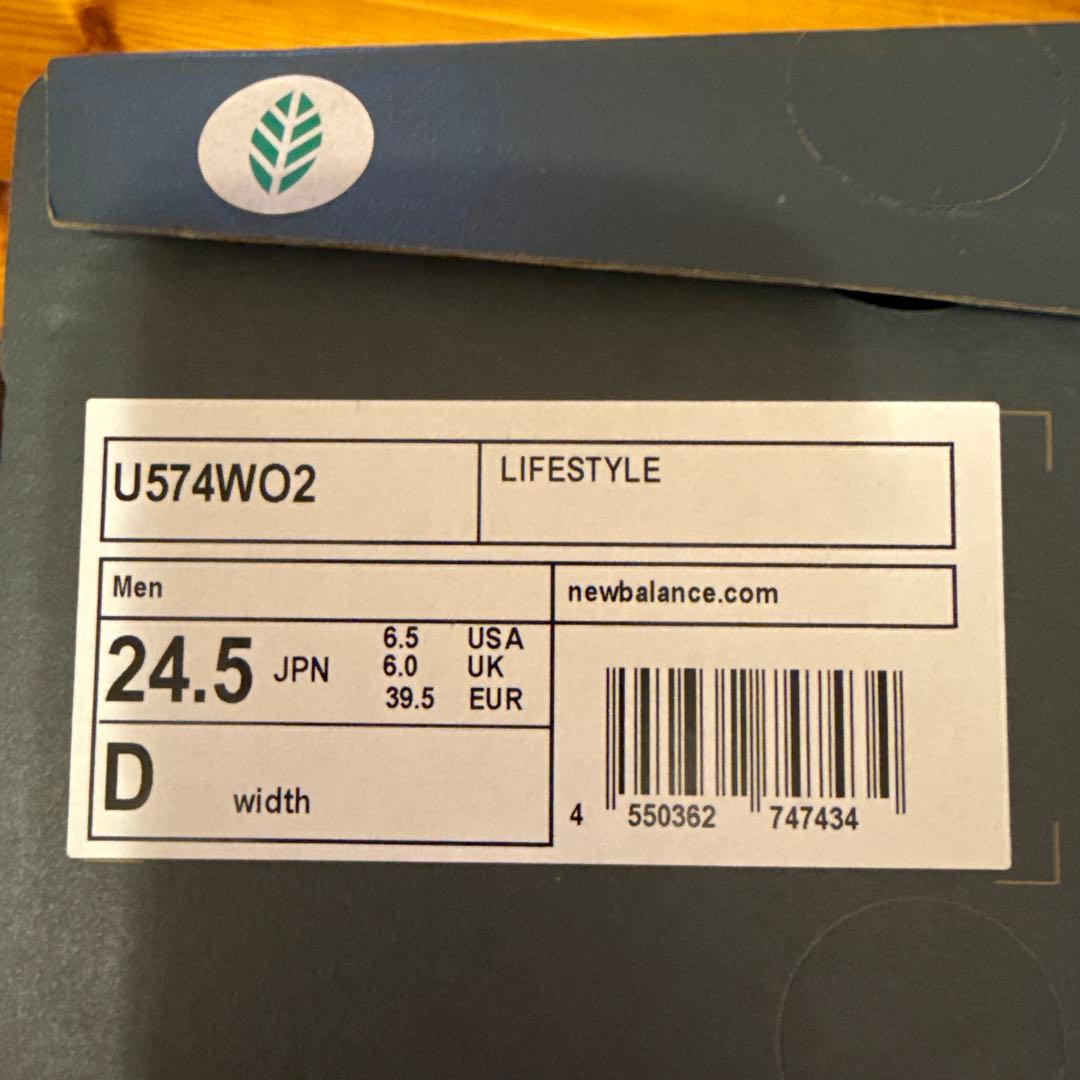 U574WO2
LIFESTYLE
Men
newbalance.com
24.5 JPN
6.5 USA
6.0 UK
39.5 EUR
D width
4 550362 747434